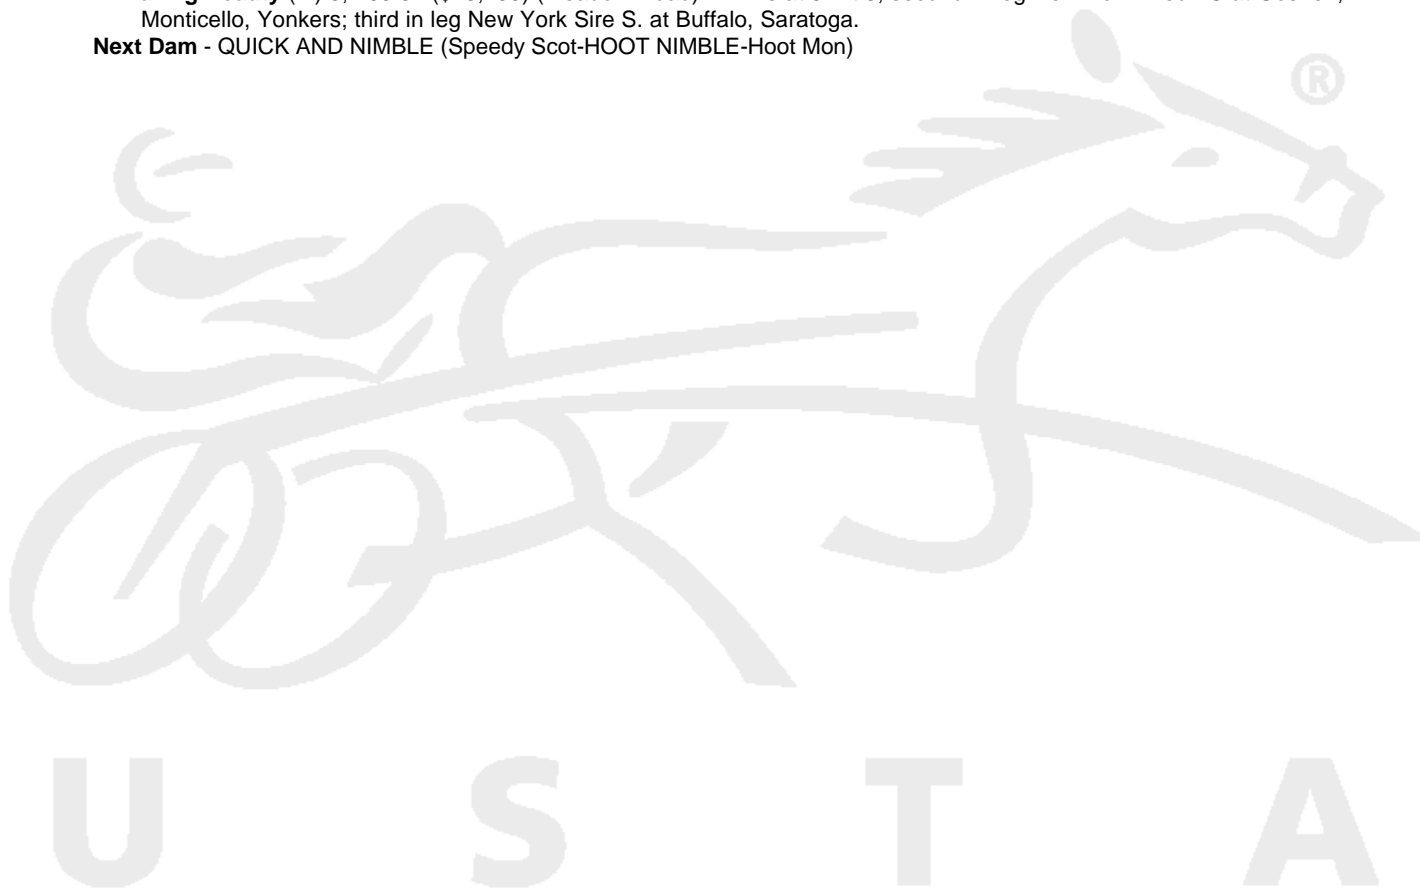 Monticello, Yonkers; third in leg New York Sire S. at Buffalo, Saratoga.
Next Dam - QUICK AND NIMBLE (Speedy Scot-HOOT NIMBLE-Hoot Mon)
®
U S T A